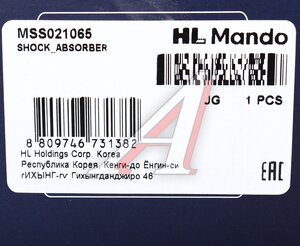 MSS021065
SHOCK_ABSORBER
HL Mando
JG 1 PCS
8 809746 731382
HL Holdings Corp. Korea
Республика Корея, Кенги-до Ёнгин-си
гИХЫНГ-гу Гихынгданджиро 46
EAC